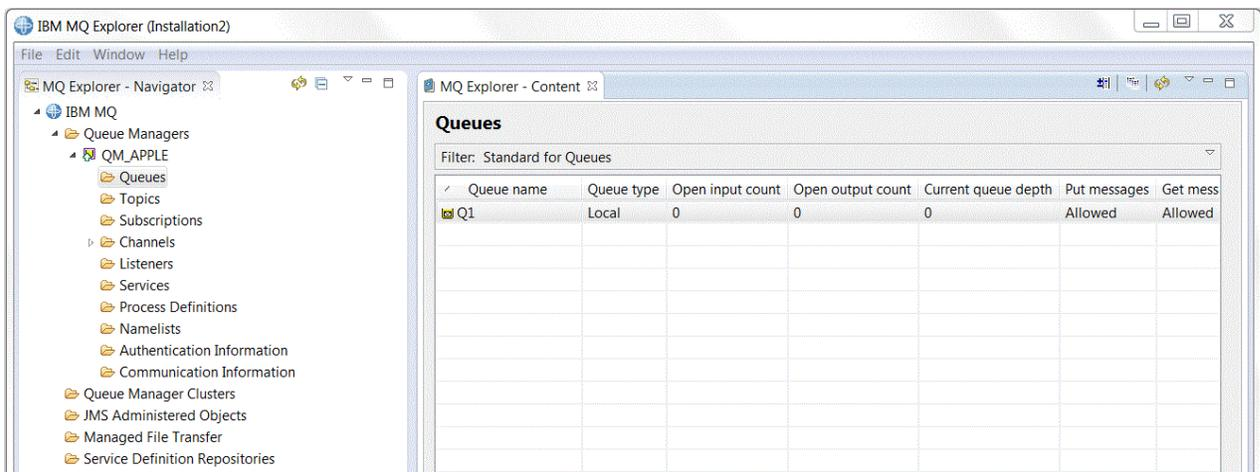 IBM MQ Explorer (Installation2)
File Edit Window Help
MQ Explorer - Navigator
IBM MQ
Queue Managers
QM_APPLE
Queues
Topics
Subscriptions
Channels
Listeners
Services
Process Definitions
Namelists
Authentication Information
Communication Information
Queue Manager Clusters
JMS Administered Objects
Managed File Transfer
Service Definition Repositories
MQ Explorer - Content
Queues
Filter: Standard for Queues
Queue name Queue type Open input count Open output count Current queue depth Put messages Get mess
Q1 Local 0 0 0 Allowed Allowed